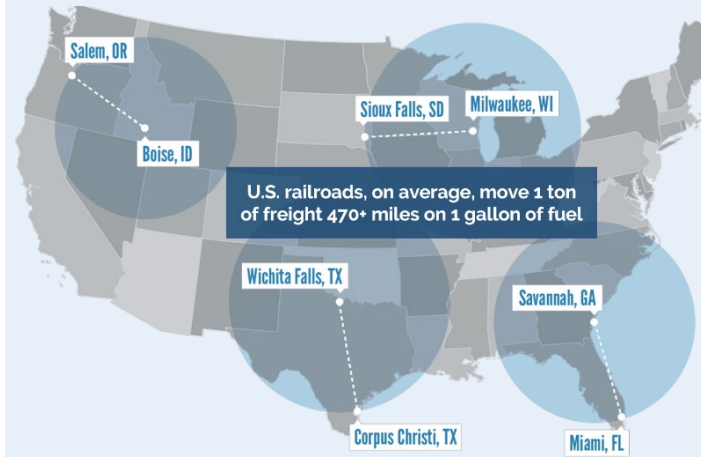 Salem, OR
Boise, ID
Sioux Falls, SD
Milwaukee, WI
U.S. railroads, on average, move 1 ton
of freight 470+ miles on 1 gallon of fuel
Wichita Falls, TX
Corpus Christi, TX
Savannah, GA
Miami, FL